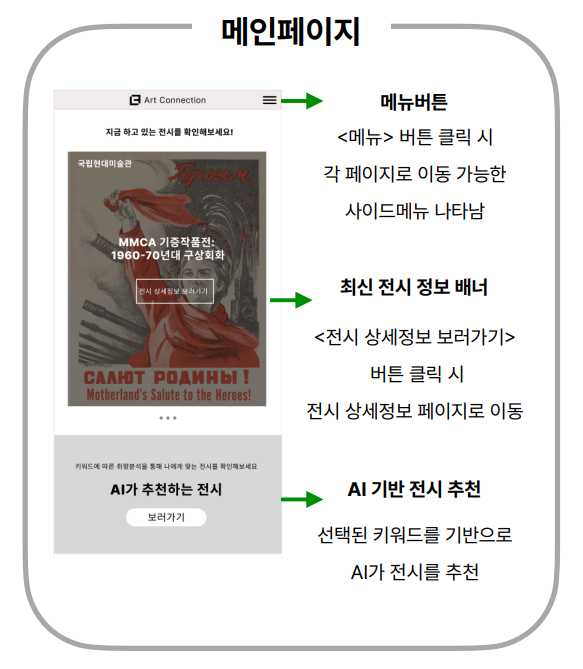 메인페이지
Art Connection
지금 하고 있는 전시를 확인해보세요!
국립현대미술관
Героям
MMCA 기증작품전:
1960-70년대 구상회화
전시 상세정보 보러가기
САЛЮТ РОДИНЫ !
Motherland's Salute to the Heroes!
키워드에 따른 취향분석을 통해 나에게 맞는 전시를 확인해보세요
AI가 추천하는 전시
보러가기
메뉴버튼
<메뉴> 버튼 클릭 시
각 페이지로 이동 가능한
사이드메뉴 나타남
최신 전시 정보 배너
<전시 상세정보 보러가기>
버튼 클릭 시
전시 상세정보 페이지로 이동
AI 기반 전시 추천
선택된 키워드를 기반으로
AI가 전시를 추천